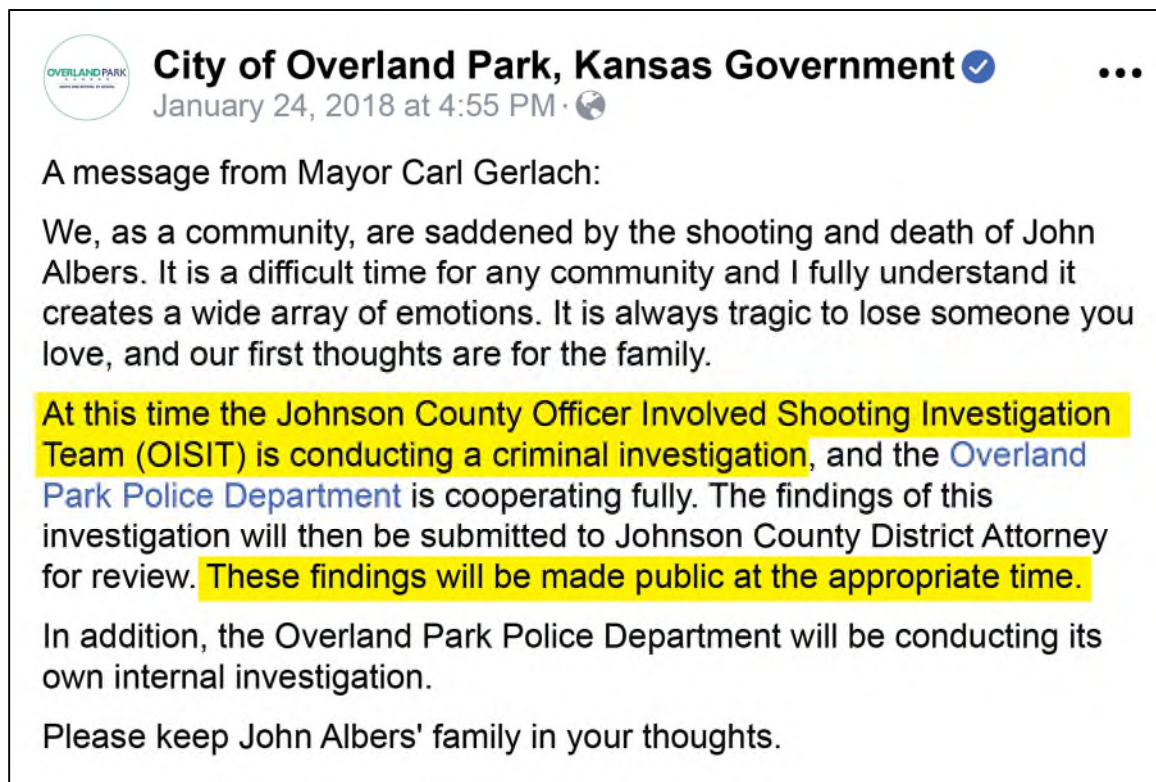 OVERLAND PARK
City of Overland Park, Kansas Government
January 24, 2018 at 4:55 PM ·
A message from Mayor Carl Gerlach:
We, as a community, are saddened by the shooting and death of John
Albers. It is a difficult time for any community and I fully understand it
creates a wide array of emotions. It is always tragic to lose someone you
love, and our first thoughts are for the family.
At this time the Johnson County Officer Involved Shooting Investigation
Team (OISIT) is conducting a criminal investigation, and the Overland
Park Police Department is cooperating fully. The findings of this
investigation will then be submitted to Johnson County District Attorney
for review. These findings will be made public at the appropriate time.
In addition, the Overland Park Police Department will be conducting its
own internal investigation.
Please keep John Albers' family in your thoughts.